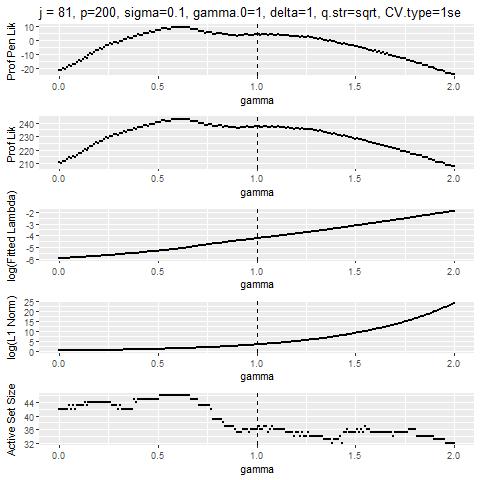 j = 81, p=200, sigma=0.1, gamma.0=1, delta=1, q.str=sqrt, CV.type=1se
Prof Pen Lik
10
0
-10
-20
0.0 0.5 1.0 1.5 2.0
gamma
Prof Lik
240
230
220
210
0.0 0.5 1.0 1.5 2.0
gamma
log(Fitted Lambda)
-2
-3
-4
-5
-6
0.0 0.5 1.0 1.5 2.0
gamma
log(L1 Norm)
25
20
15
10
5
0
0.0 0.5 1.0 1.5 2.0
gamma
Active Set Size
44
40
36
32
0.0 0.5 1.0 1.5 2.0
gamma